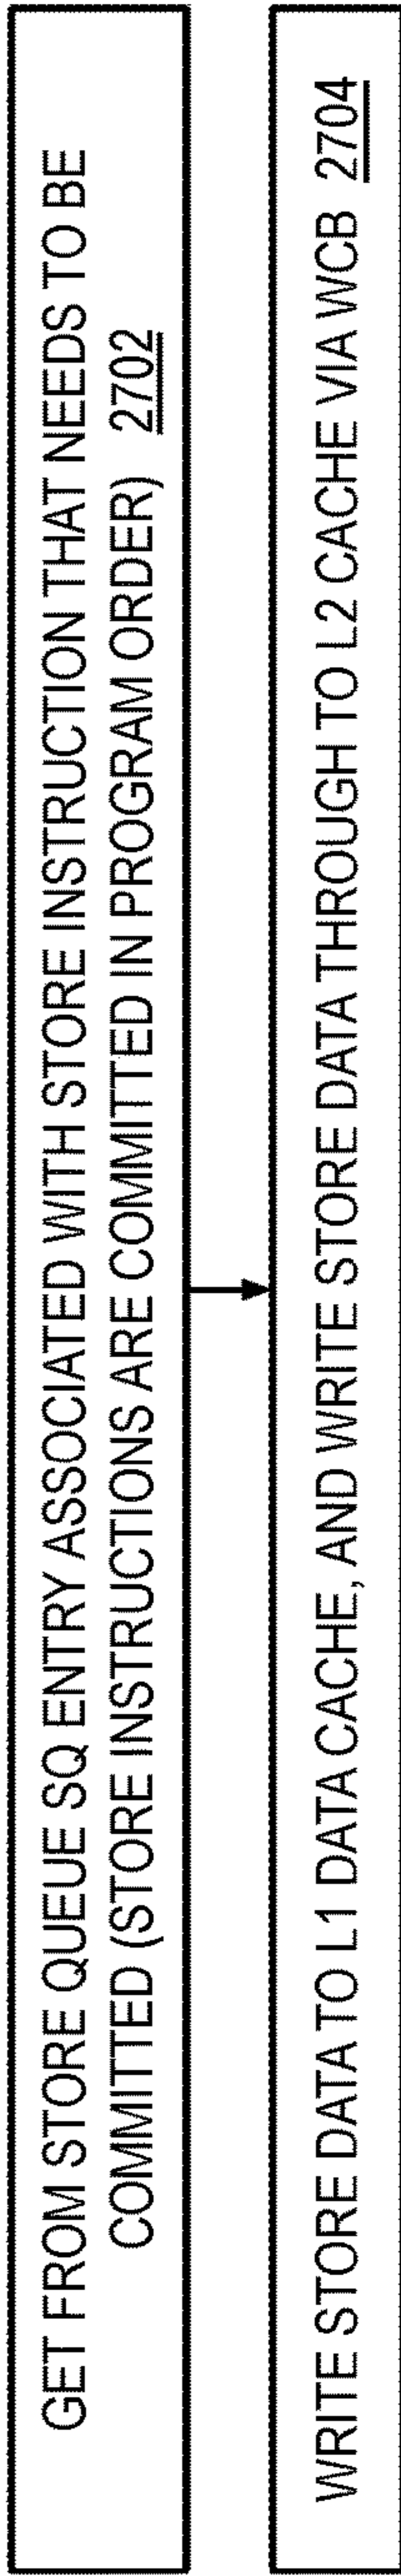 GET FROM STORE QUEUE SQ ENTRY ASSOCIATED WITH STORE INSTRUCTION THAT NEEDS TO BE
COMMITTED (STORE INSTRUCTIONS ARE COMMITTED IN PROGRAM ORDER) 2702
WRITE STORE DATA TO L1 DATA CACHE, AND WRITE STORE DATA THROUGH TO L2 CACHE VIA WCB 2704